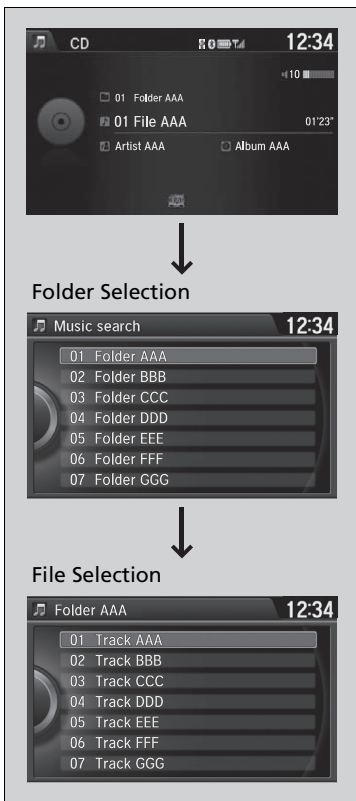 CD 12:34
10
01 Folder AAA
01 File AAA 01'23"
Artist AAA Album AAA
Folder Selection
Music search 12:34
01 Folder AAA
02 Folder BBB
03 Folder CCC
04 Folder DDD
05 Folder EEE
06 Folder FFF
07 Folder GGG
File Selection
Folder AAA 12:34
01 Track AAA
02 Track BBB
03 Track CCC
04 Track DDD
05 Track EEE
06 Track FFF
07 Track GGG